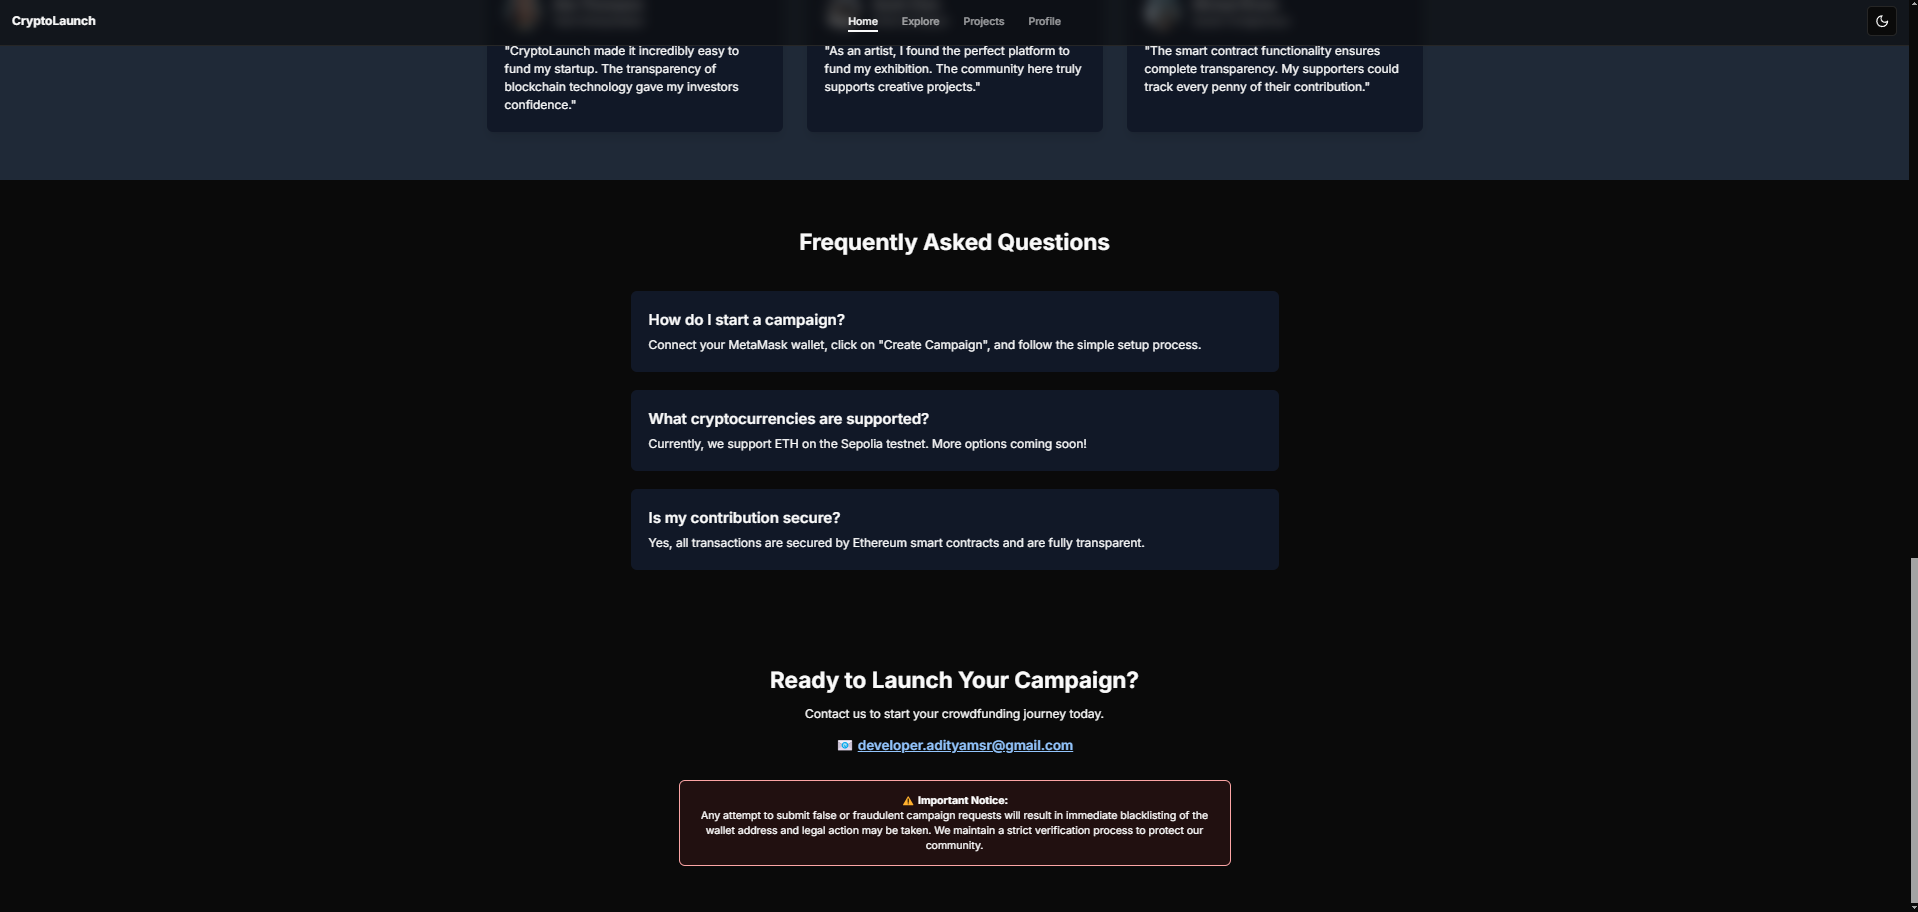 CryptoLaunch
Home Explore Projects Profile
"CryptoLaunch made it incredibly easy to
fund my startup. The transparency of
blockchain technology gave my investors
confidence."
"As an artist, I found the perfect platform to
fund my exhibition. The community here truly
supports creative projects."
"The smart contract functionality ensures
complete transparency. My supporters could
track every penny of their contribution."
Frequently Asked Questions
How do I start a campaign?
Connect your MetaMask wallet, click on "Create Campaign", and follow the simple setup process.
What cryptocurrencies are supported?
Currently, we support ETH on the Sepolia testnet. More options coming soon!
Is my contribution secure?
Yes, all transactions are secured by Ethereum smart contracts and are fully transparent.
Ready to Launch Your Campaign?
Contact us to start your crowdfunding journey today.
📧 developer.adityamsr@gmail.com
⚠️ Important Notice:
Any attempt to submit false or fraudulent campaign requests will result in immediate blacklisting of the
wallet address and legal action may be taken. We maintain a strict verification process to protect our
community.